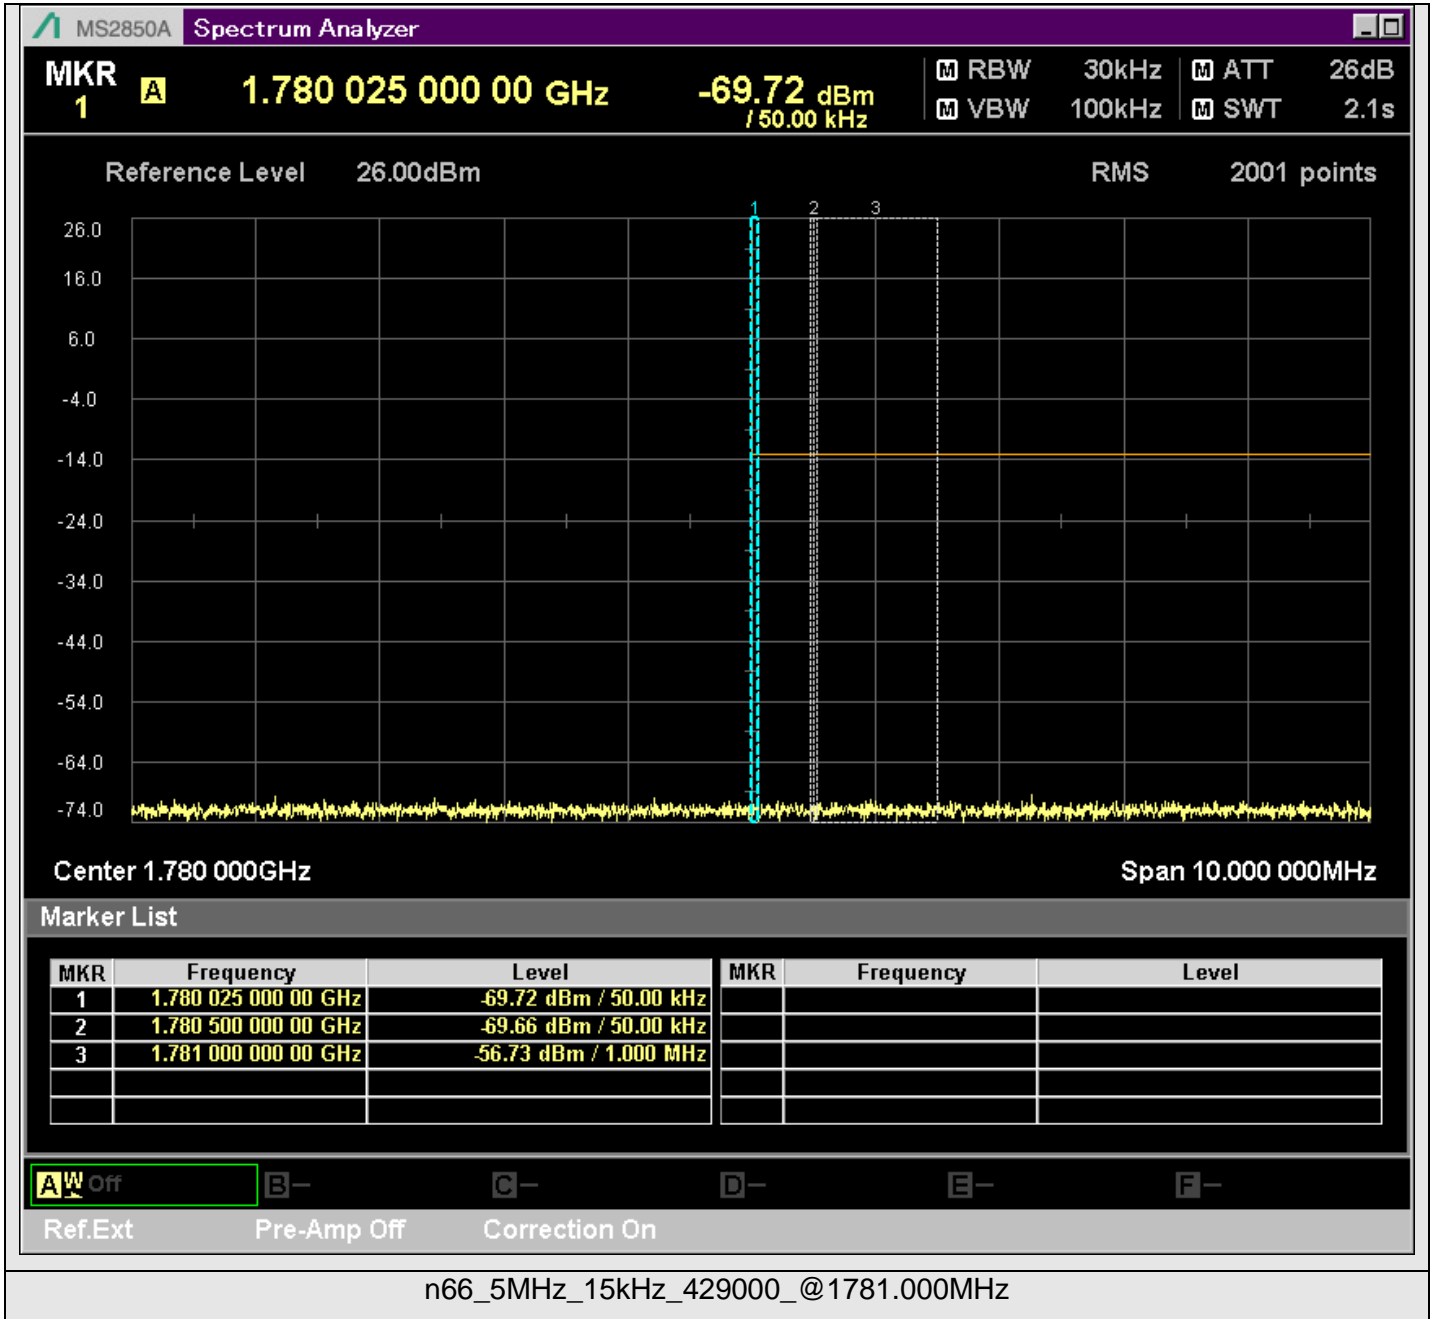 MS2850A Spectrum Analyzer
MKR 1 A 1.780 025 000 00 GHz -69.72 dBm / 50.00 kHz
M RBW 30kHz M ATT 26dB
M VBW 100kHz M SWT 2.1s
Reference Level 26.00dBm RMS 2001 points
1 2 3
26.0
16.0
6.0
-4.0
-14.0
-24.0
-34.0
-44.0
-54.0
-64.0
-74.0
Center 1.780 000GHz Span 10.000 000MHz
Marker List
MKR Frequency Level MKR Frequency Level
1 1.780 025 000 00 GHz -69.72 dBm / 50.00 kHz
2 1.780 500 000 00 GHz -69.66 dBm / 50.00 kHz
3 1.781 000 000 00 GHz -56.73 dBm / 1.000 MHz
A W Off B - C - D - E - F -
Ref.Ext Pre-Amp Off Correction On
n66_5MHz_15kHz_429000_@1781.000MHz